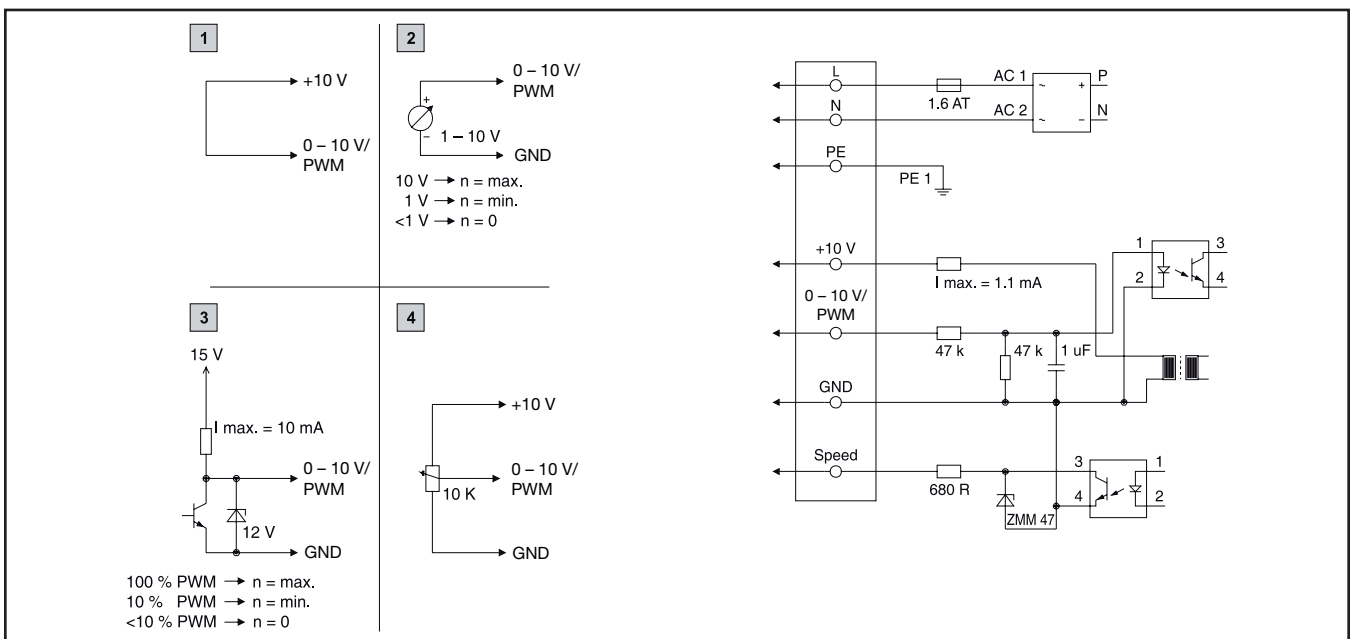 1
+10 V
0 – 10 V/
PWM
2
0 – 10 V/
PWM
+
–
1 – 10 V
GND
10 V → n = max.
1 V → n = min.
<1 V → n = 0
3
15 V
I max. = 10 mA
0 – 10 V/
PWM
12 V
GND
100 % PWM → n = max.
10 % PWM → n = min.
<10 % PWM → n = 0
4
+10 V
0 – 10 V/
PWM
10 K
GND
L
1.6 AT
AC 1
~
+
P
N
AC 2
~
–
N
PE
PE 1
+10 V
I max. = 1.1 mA
1
3
2
4
0 – 10 V/
PWM
47 k
47 k
1 uF
GND
Speed
680 R
ZMM 47
3
1
4
2